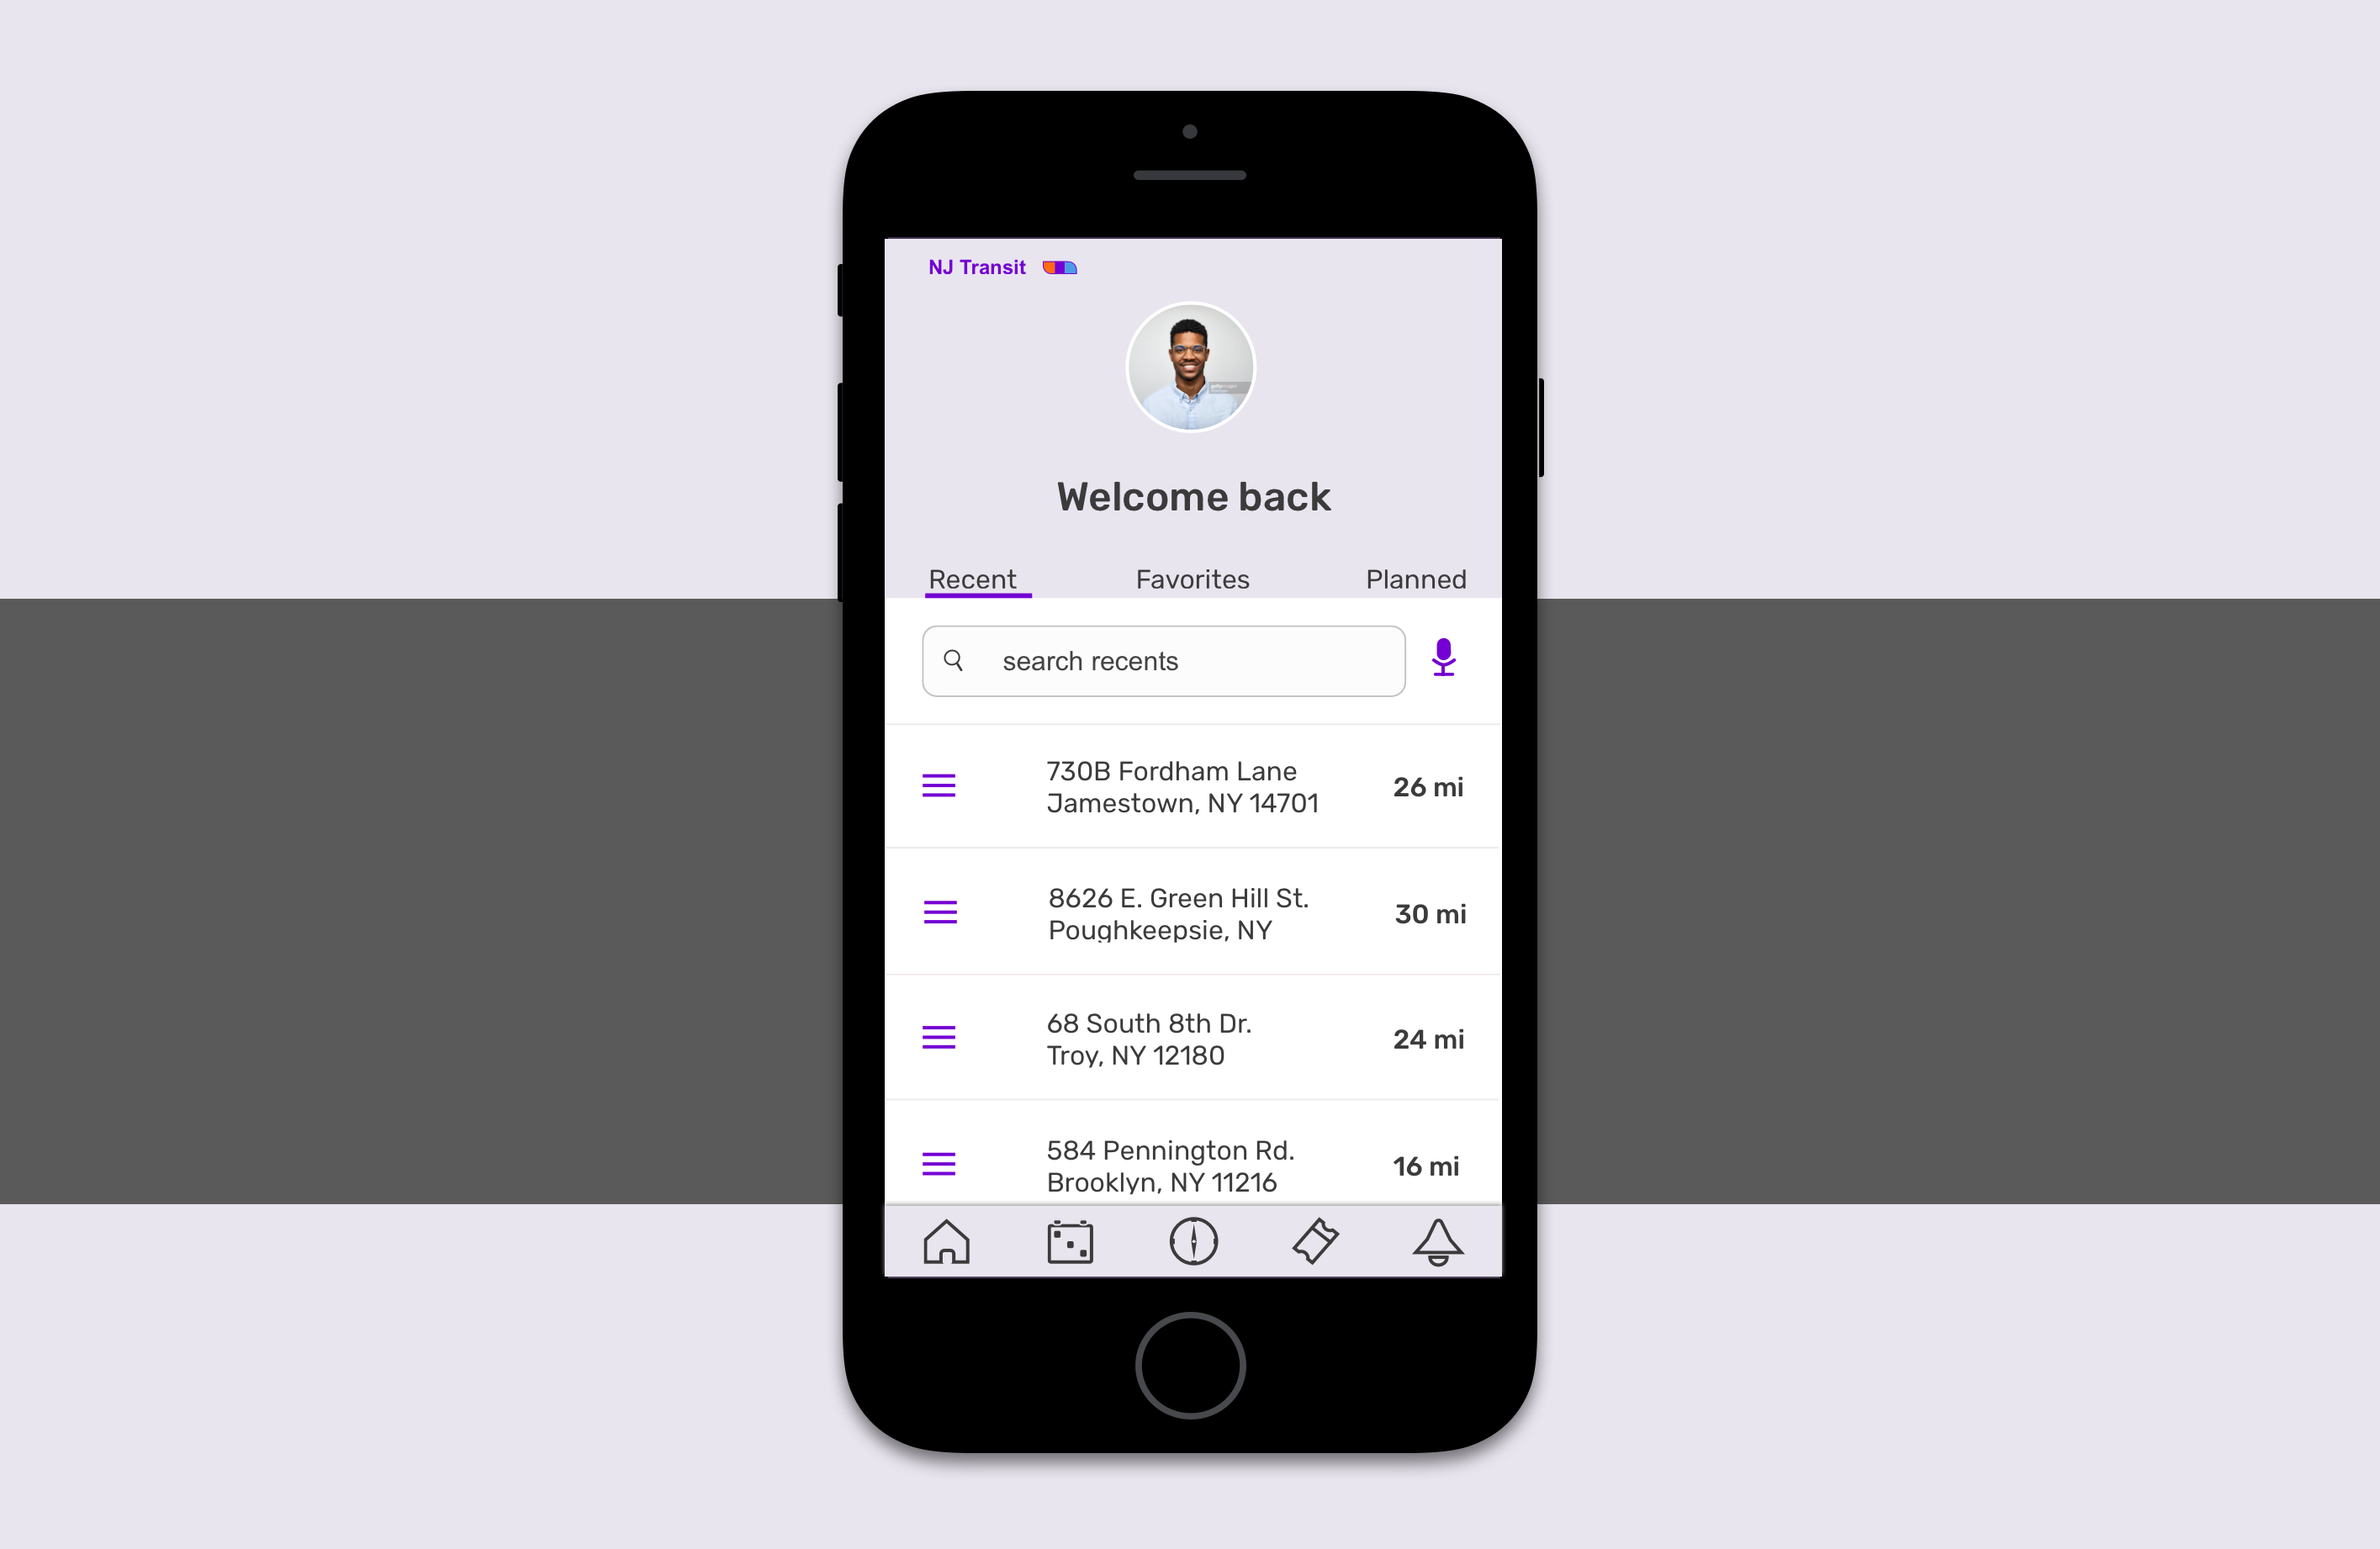 NJ Transit
Welcome back
Recent Favorites Planned
search recents
730B Fordham Lane
Jamestown, NY 14701
26 mi
8626 E. Green Hill St.
Poughkeepsie, NY
30 mi
68 South 8th Dr.
Troy, NY 12180
24 mi
584 Pennington Rd.
Brooklyn, NY 11216
16 mi